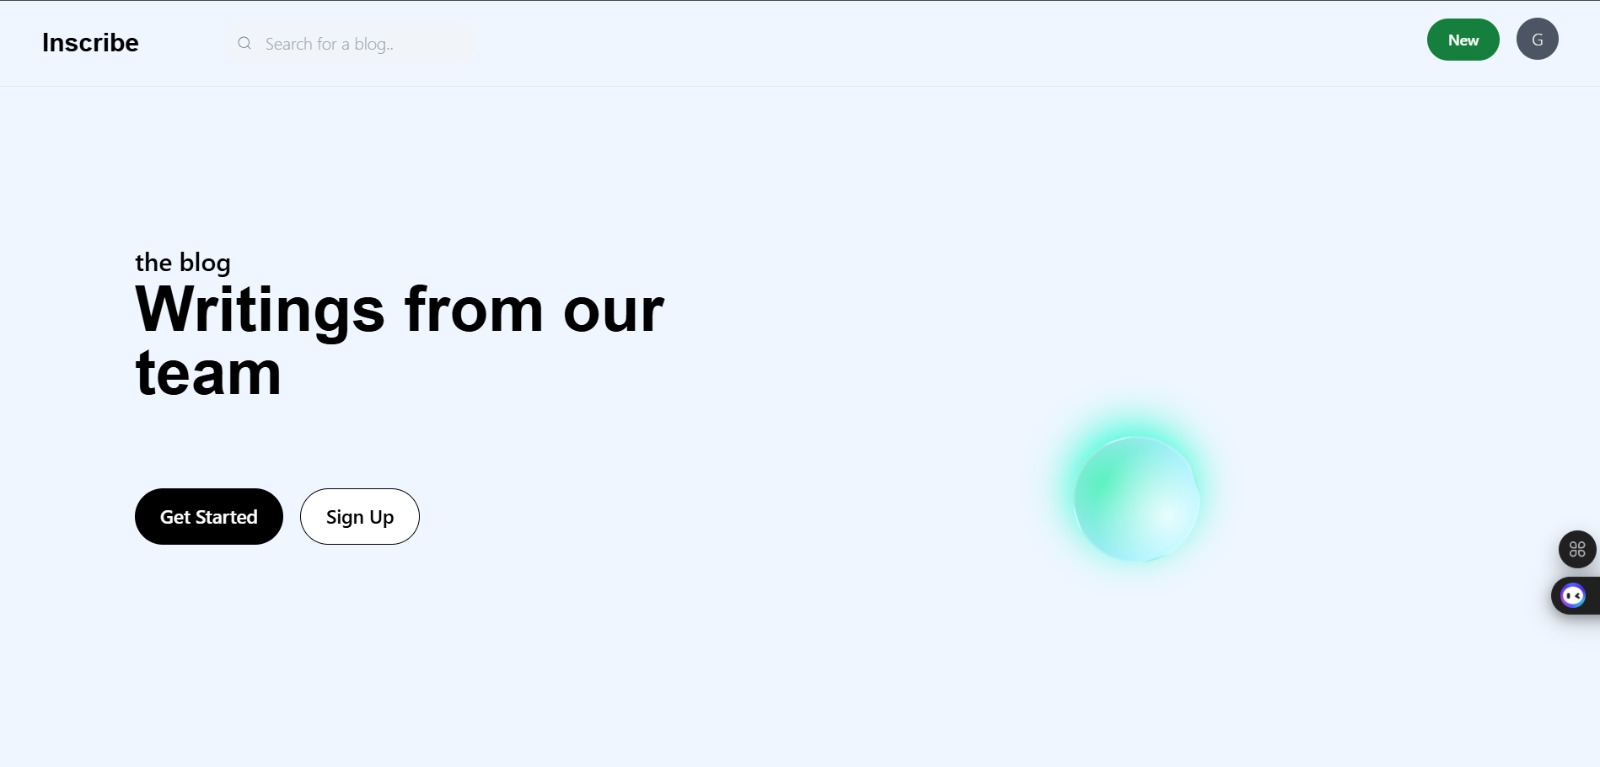 Inscribe
Search for a blog..
New
G
the blog
Writings from our
team
Get Started
Sign Up